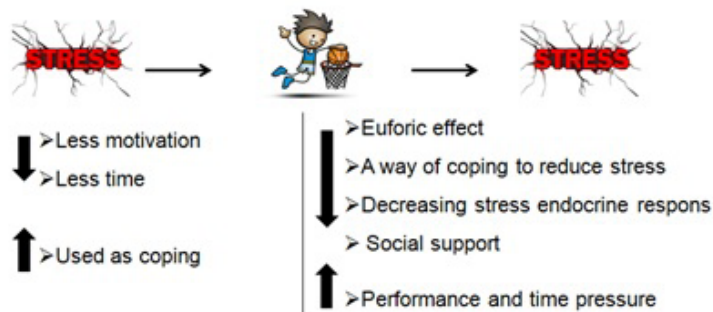 STRESS
STRESS
➢Less motivation
➢Less time
➢Used as coping
➢Euforic effect
➢A way of coping to reduce stress
➢Decreasing stress endocrine respons
➢ Social support
➢Performance and time pressure